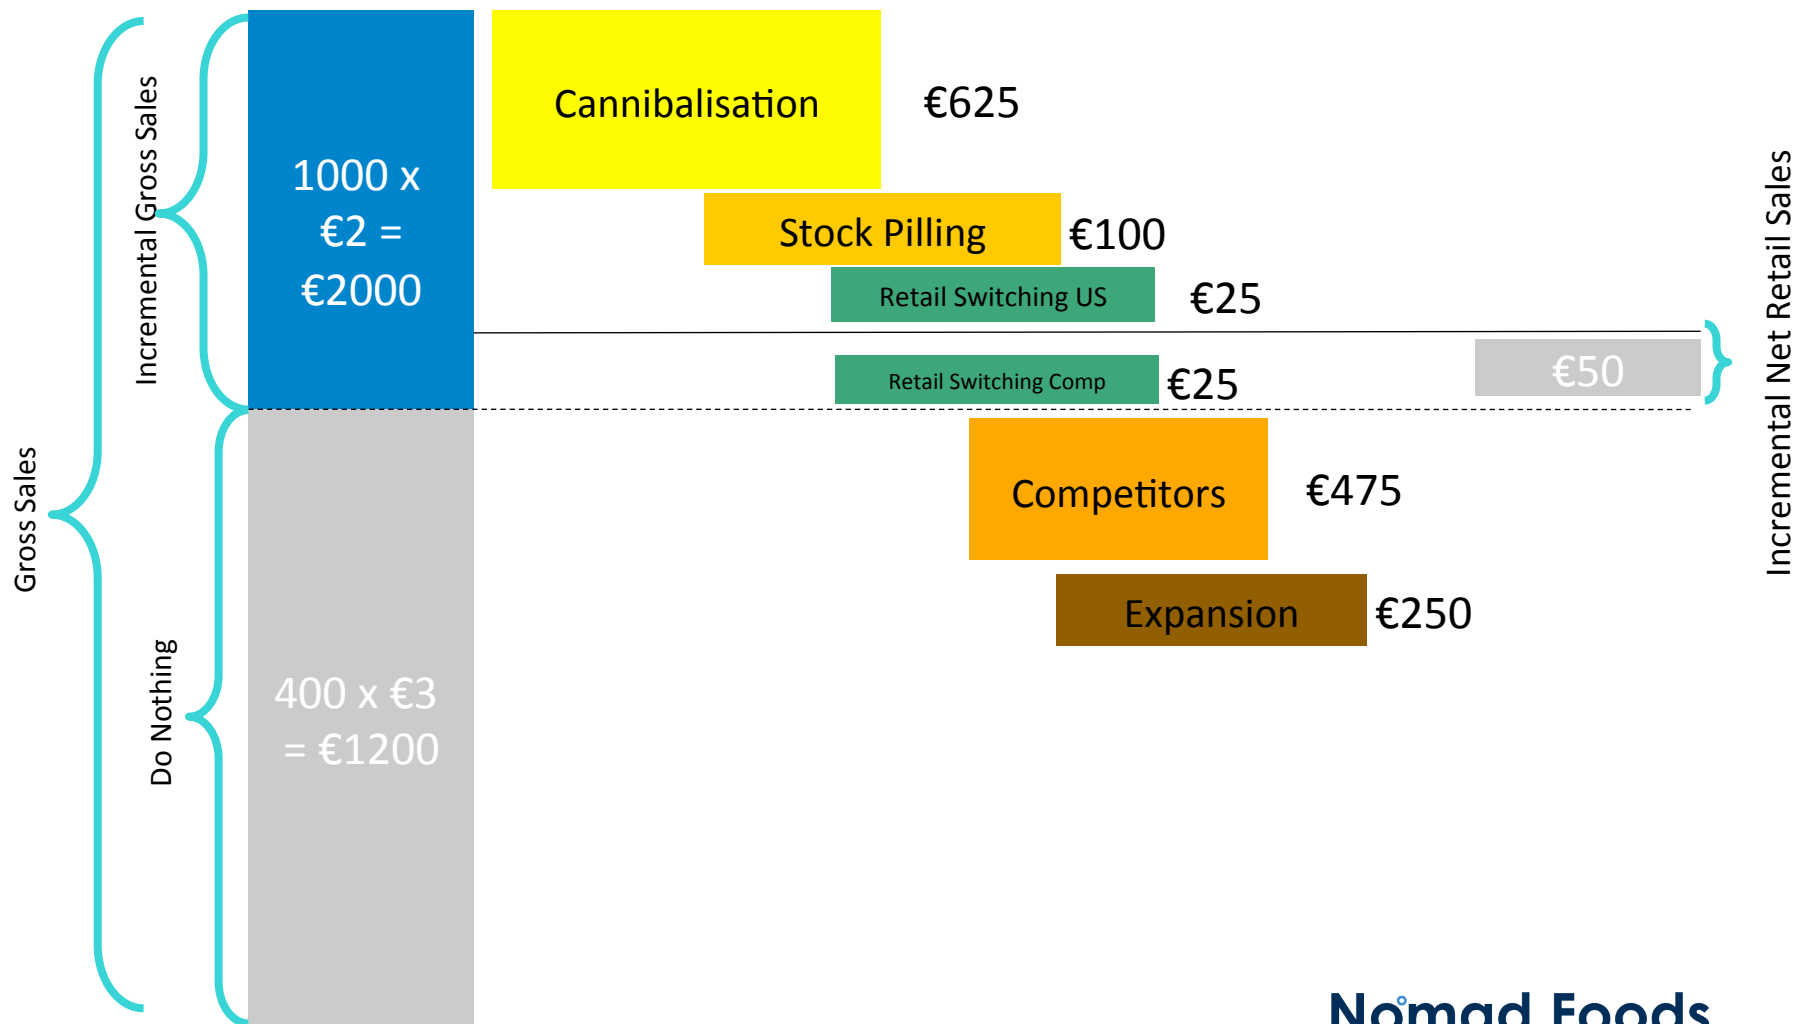 Gross Sales
Incremental Gross Sales
Do Nothing
1000 x
€2 =
€2000
400 x €3
= €1200
Cannibalisation €625
Stock Pilling €100
Retail Switching US €25
Retail Switching Comp €25
€50
Competitors €475
Expansion €250
Incremental Net Retail Sales
Nomad Foods